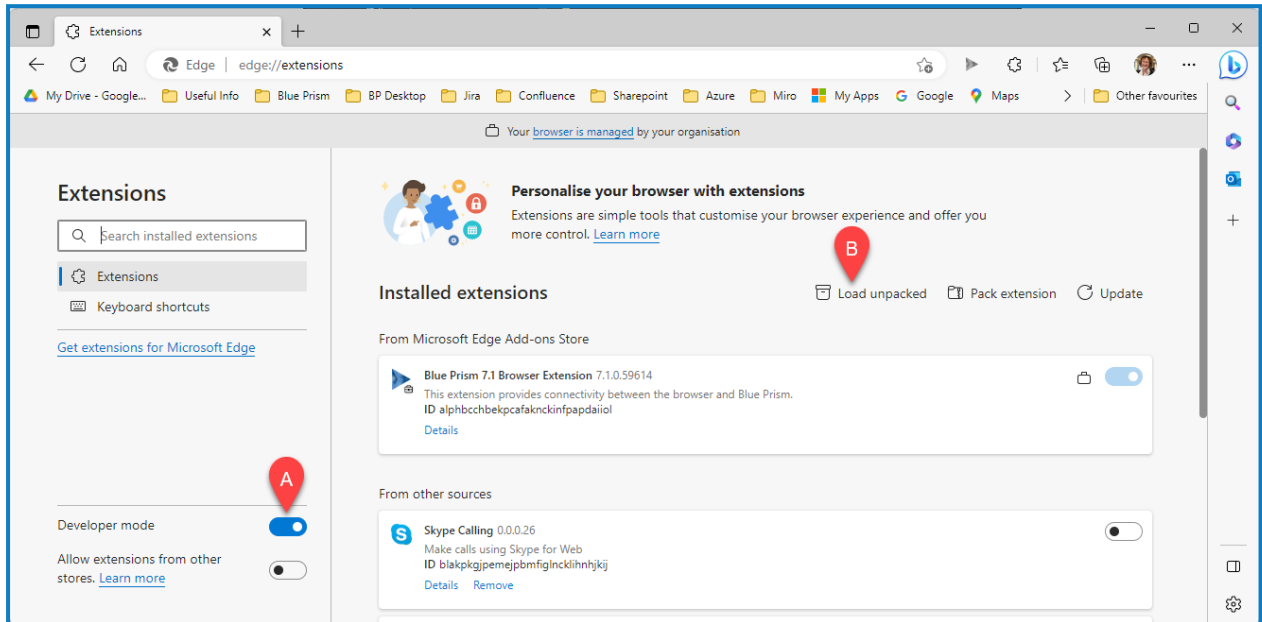 Extensions
Edge | edge://extensions
My Drive - Google... Useful Info Blue Prism BP Desktop Jira Confluence Sharepoint Azure Miro My Apps Google Maps Other favourites
Your browser is managed by your organisation
Extensions
Search installed extensions
Extensions
Keyboard shortcuts
Get extensions for Microsoft Edge
A
Developer mode
Allow extensions from other
stores. Learn more
Personalise your browser with extensions
Extensions are simple tools that customise your browser experience and offer you
more control. Learn more
B
Installed extensions Load unpacked Pack extension Update
From Microsoft Edge Add-ons Store
Blue Prism 7.1 Browser Extension 7.1.0.59614
This extension provides connectivity between the browser and Blue Prism.
ID alphbcchbekpcafaknckinfpapdaiiol
Details
From other sources
Skype Calling 0.0.0.26
Make calls using Skype for Web
ID blakpkgjpemejpbmfiglncklihnhjkij
Details Remove